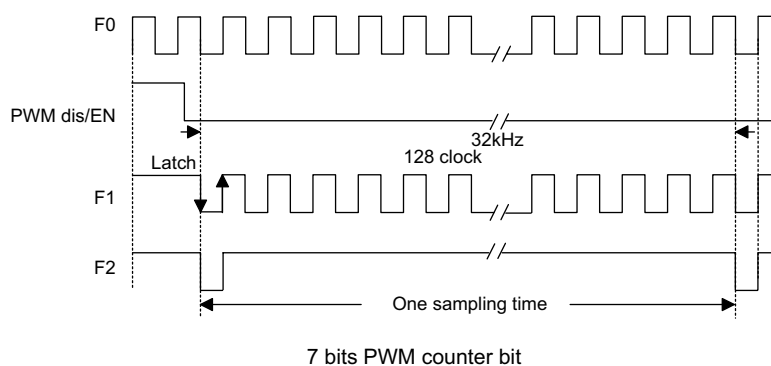 F0
PWM dis/EN
32kHz
Latch
128 clock
F1
F2
One sampling time
7 bits PWM counter bit